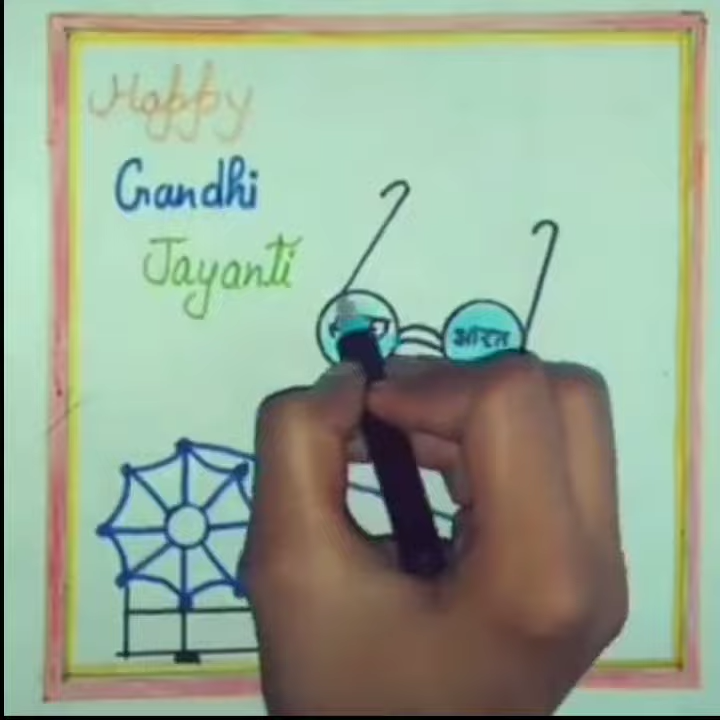 Happy
Gandhi
Jayanti
भारत